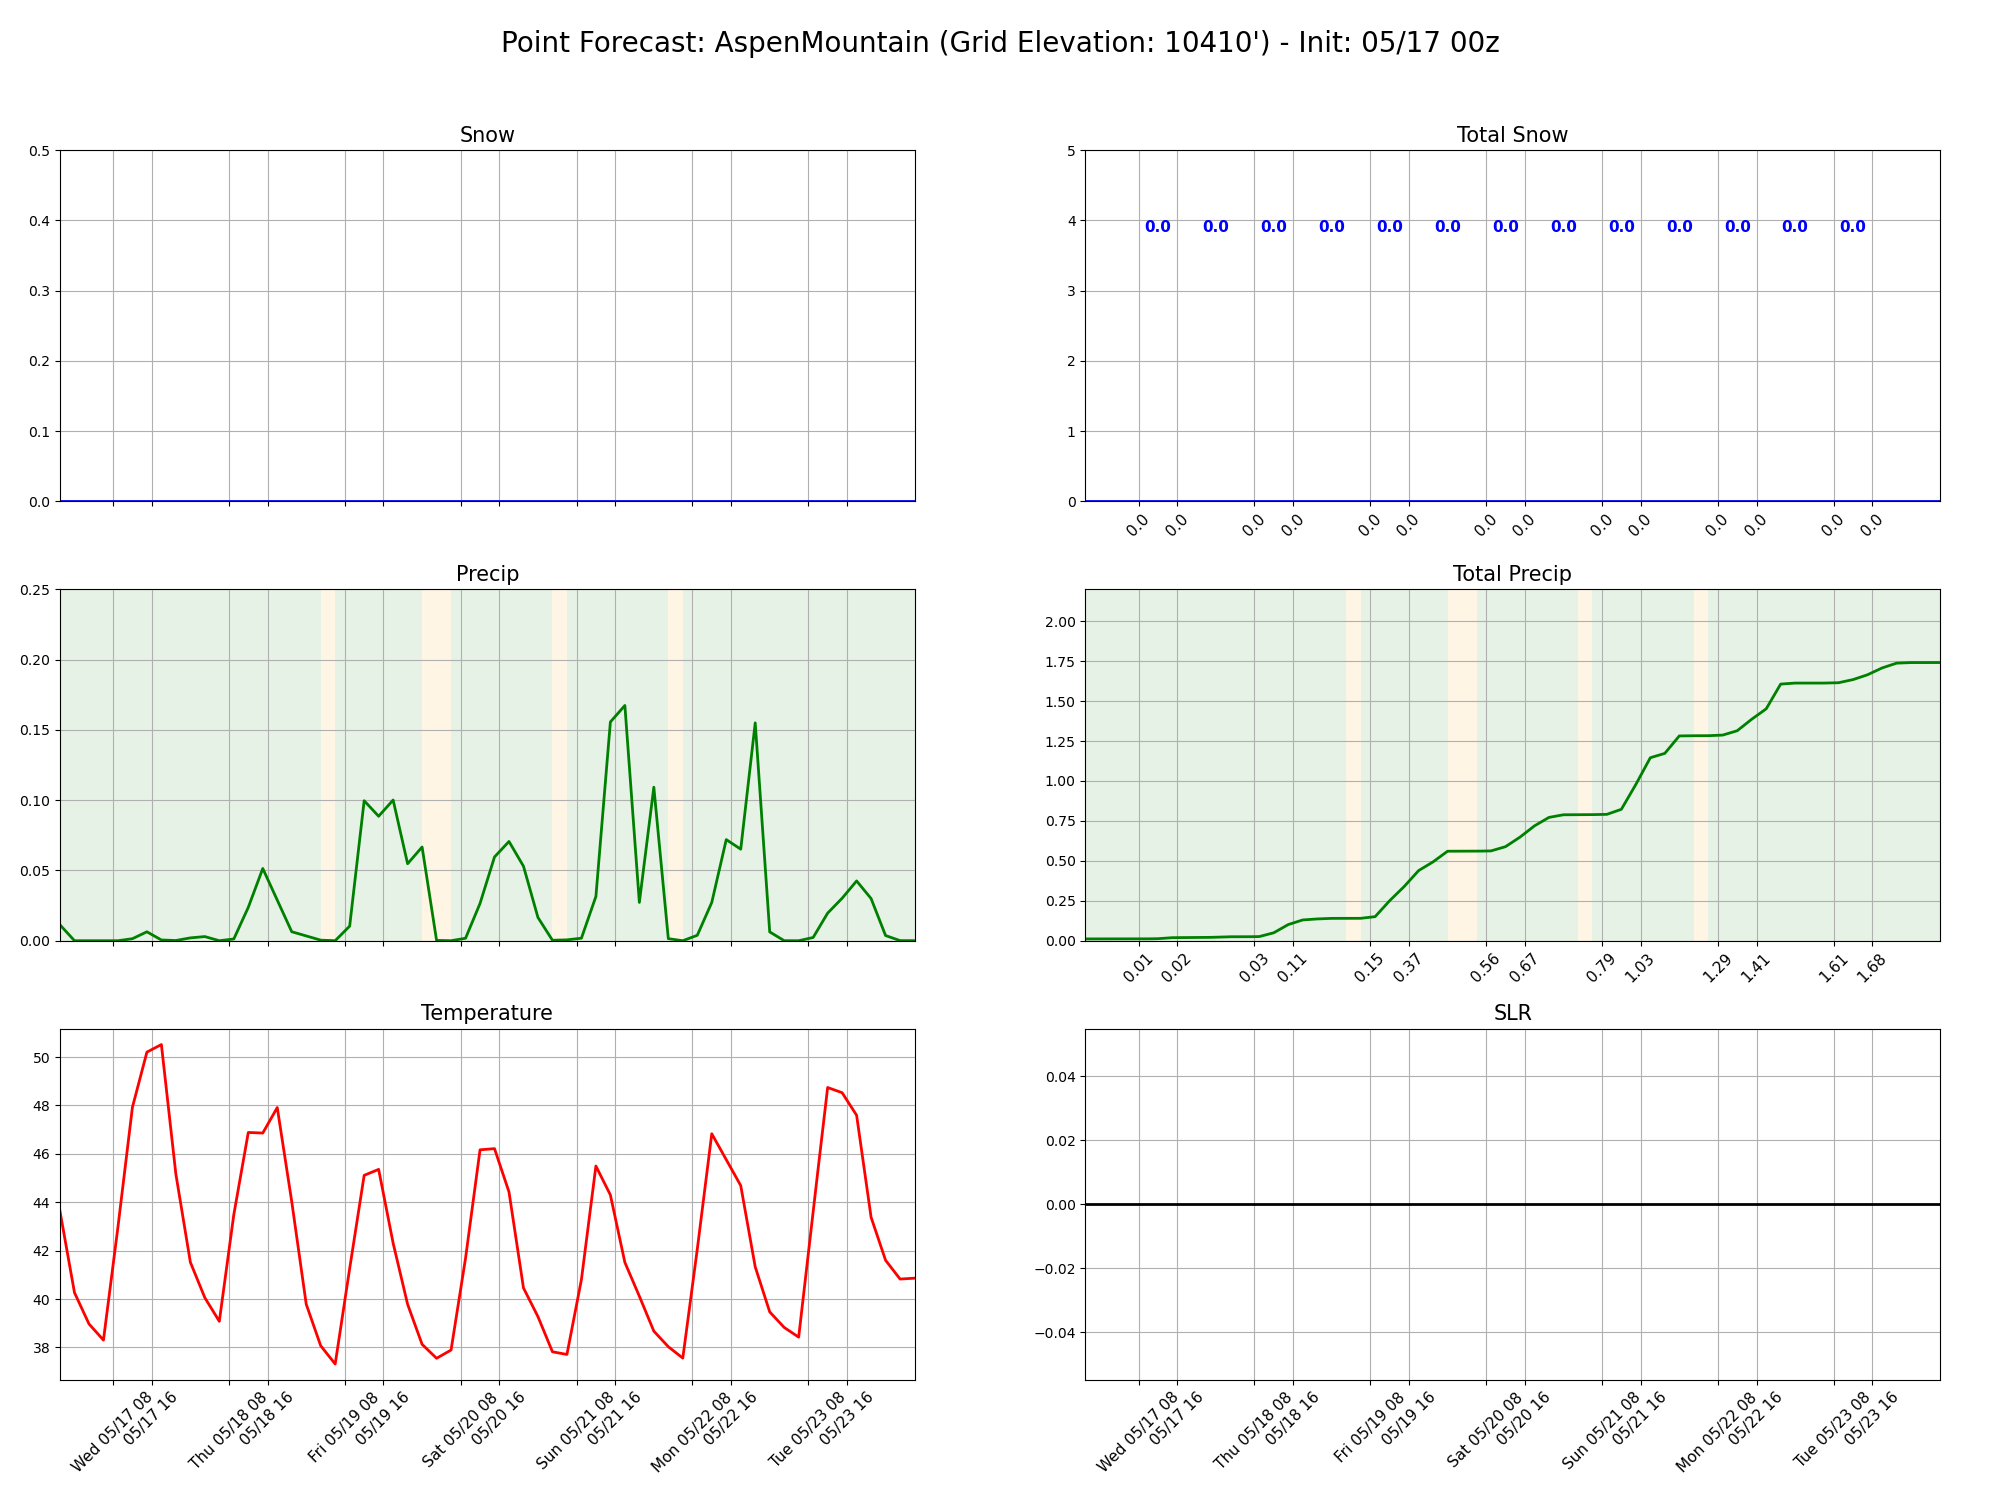 Point Forecast: AspenMountain (Grid Elevation: 10410') - Init: 05/17 00z
Snow
0.5
0.4
0.3
0.2
0.1
0.0
Total Snow
5
4
3
2
1
0
0.0 0.0 0.0 0.0 0.0 0.0 0.0 0.0 0.0 0.0 0.0 0.0 0.0
0.0 0.0 0.0 0.0 0.0 0.0 0.0 0.0 0.0 0.0 0.0 0.0 0.0 0.0
Precip
0.25
0.20
0.15
0.10
0.05
0.00
Total Precip
2.00
1.75
1.50
1.25
1.00
0.75
0.50
0.25
0.00
0.01 0.02 0.03 0.11 0.15 0.37 0.56 0.67 0.79 1.03 1.29 1.41 1.61 1.68
Temperature
50
48
46
44
42
40
38
Wed 05/17 08
05/17 16
Thu 05/18 08
05/18 16
Fri 05/19 08
05/19 16
Sat 05/20 08
05/20 16
Sun 05/21 08
05/21 16
Mon 05/22 08
05/22 16
Tue 05/23 08
05/23 16
SLR
0.04
0.02
0.00
−0.02
−0.04
Wed 05/17 08
05/17 16
Thu 05/18 08
05/18 16
Fri 05/19 08
05/19 16
Sat 05/20 08
05/20 16
Sun 05/21 08
05/21 16
Mon 05/22 08
05/22 16
Tue 05/23 08
05/23 16